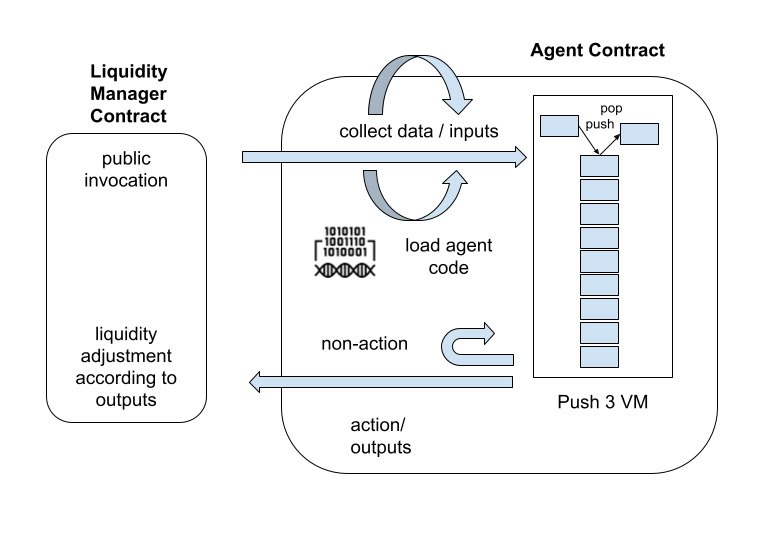 Agent Contract
Liquidity
Manager
Contract
public
invocation
collect data / inputs
pop
push
1010101
1001110
1010001
load agent
code
liquidity
adjustment
according to
outputs
non-action
Push 3 VM
action/
outputs